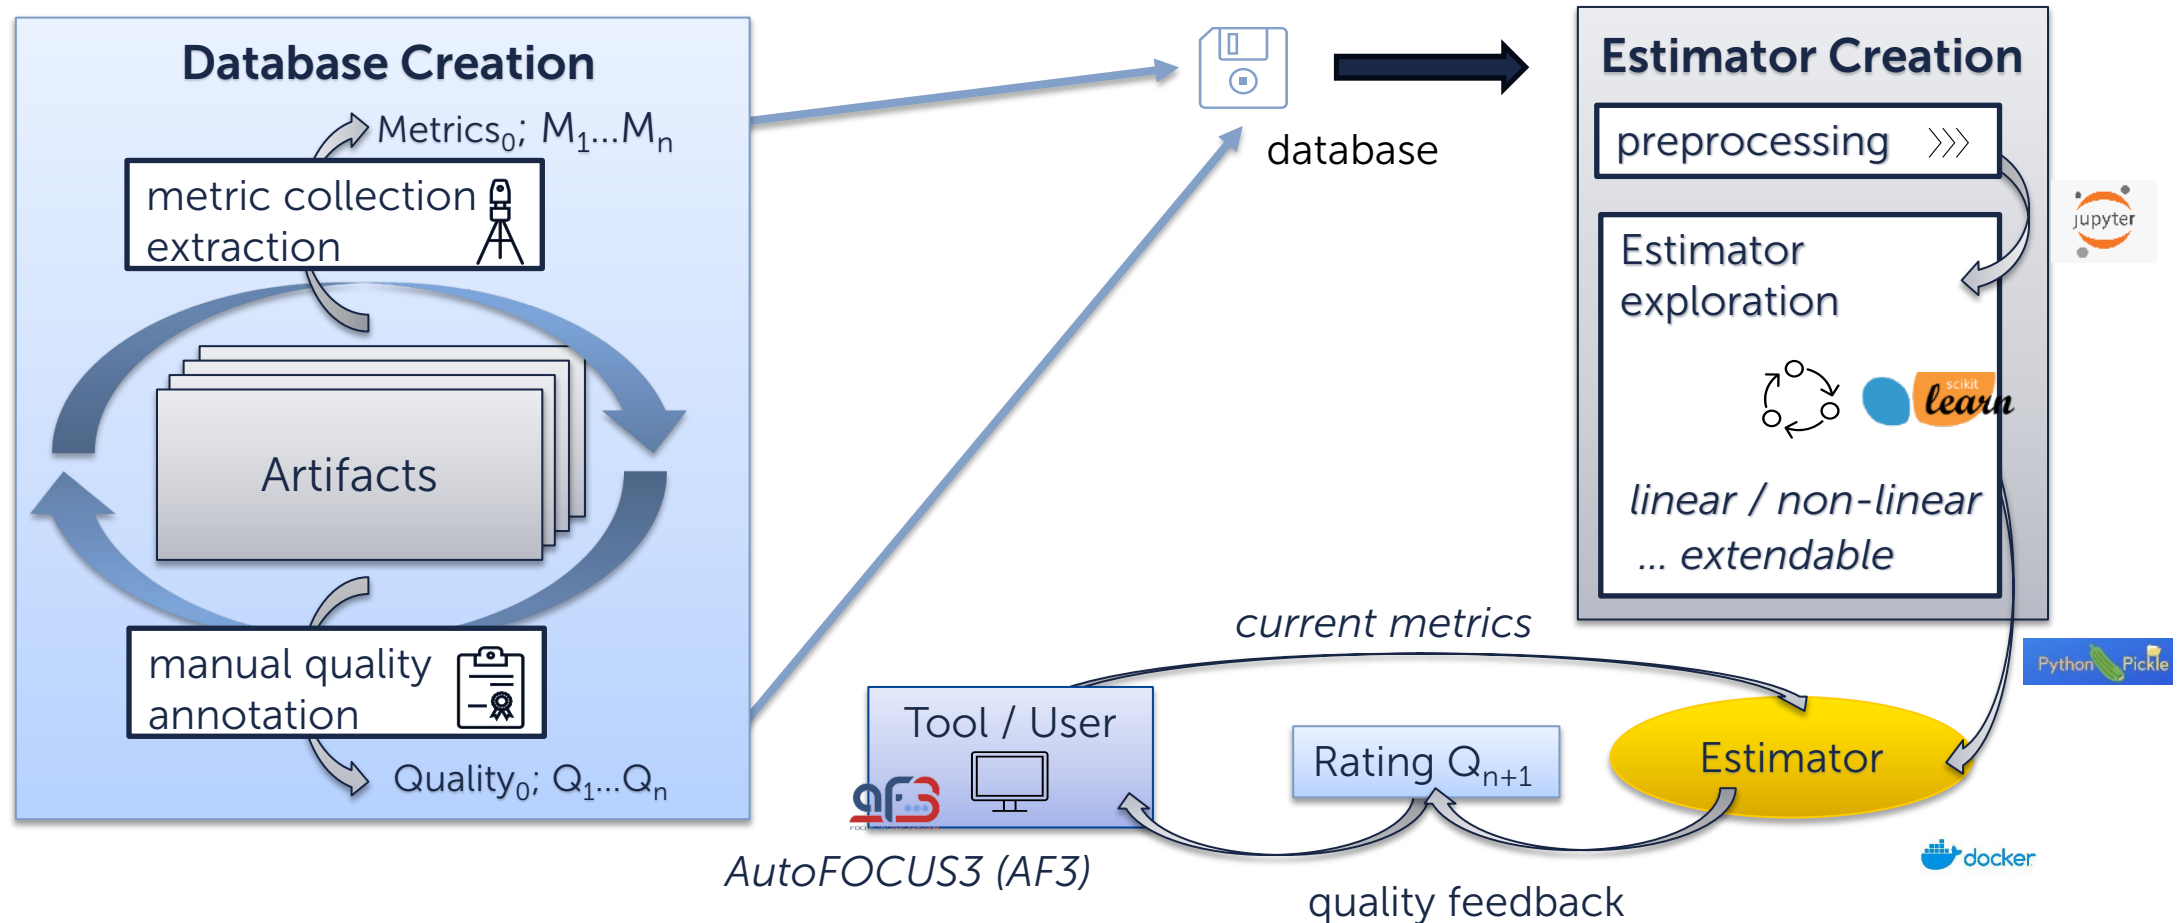 Database Creation
Metrics0; M1...Mn
metric collection
extraction
Artifacts
manual quality
annotation
Quality0; Q1...Qn
database
Estimator Creation
preprocessing
Estimator
exploration
scikit
learn
linear / non-linear
... extendable
jupyter
Python Pickle
current metrics
Tool / User
af3
AutoFOCUS3 (AF3)
Rating Qn+1
Estimator
quality feedback
docker